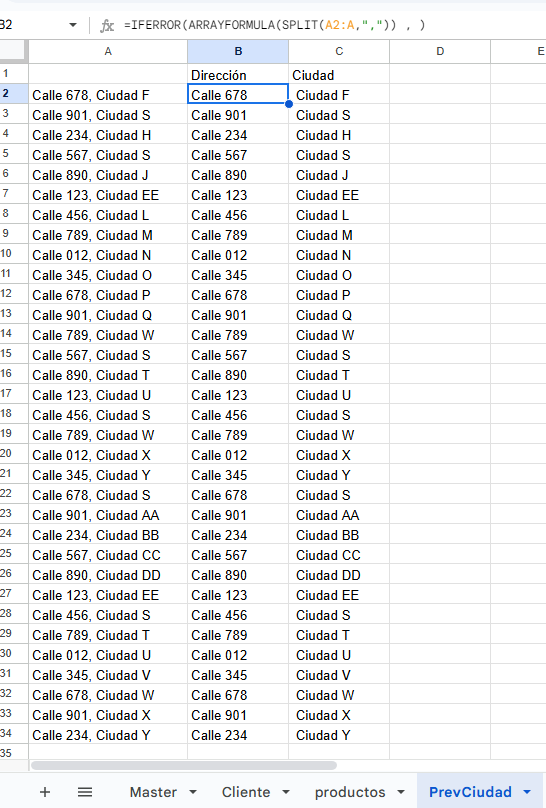 B2 fx =IFERROR(ARRAYFORMULA(SPLIT(A2:A,",")) , )
A B C D E
1 Dirección Ciudad
2 Calle 678, Ciudad F Calle 678 Ciudad F
3 Calle 901, Ciudad S Calle 901 Ciudad S
4 Calle 234, Ciudad H Calle 234 Ciudad H
5 Calle 567, Ciudad S Calle 567 Ciudad S
6 Calle 890, Ciudad J Calle 890 Ciudad J
7 Calle 123, Ciudad EE Calle 123 Ciudad EE
8 Calle 456, Ciudad L Calle 456 Ciudad L
9 Calle 789, Ciudad M Calle 789 Ciudad M
10 Calle 012, Ciudad N Calle 012 Ciudad N
11 Calle 345, Ciudad O Calle 345 Ciudad O
12 Calle 678, Ciudad P Calle 678 Ciudad P
13 Calle 901, Ciudad Q Calle 901 Ciudad Q
14 Calle 789, Ciudad W Calle 789 Ciudad W
15 Calle 567, Ciudad S Calle 567 Ciudad S
16 Calle 890, Ciudad T Calle 890 Ciudad T
17 Calle 123, Ciudad U Calle 123 Ciudad U
18 Calle 456, Ciudad S Calle 456 Ciudad S
19 Calle 789, Ciudad W Calle 789 Ciudad W
20 Calle 012, Ciudad X Calle 012 Ciudad X
21 Calle 345, Ciudad Y Calle 345 Ciudad Y
22 Calle 678, Ciudad S Calle 678 Ciudad S
23 Calle 901, Ciudad AA Calle 901 Ciudad AA
24 Calle 234, Ciudad BB Calle 234 Ciudad BB
25 Calle 567, Ciudad CC Calle 567 Ciudad CC
26 Calle 890, Ciudad DD Calle 890 Ciudad DD
27 Calle 123, Ciudad EE Calle 123 Ciudad EE
28 Calle 456, Ciudad S Calle 456 Ciudad S
29 Calle 789, Ciudad T Calle 789 Ciudad T
30 Calle 012, Ciudad U Calle 012 Ciudad U
31 Calle 345, Ciudad V Calle 345 Ciudad V
32 Calle 678, Ciudad W Calle 678 Ciudad W
33 Calle 901, Ciudad X Calle 901 Ciudad X
34 Calle 234, Ciudad Y Calle 234 Ciudad Y
35
Master Cliente productos PrevCiudad